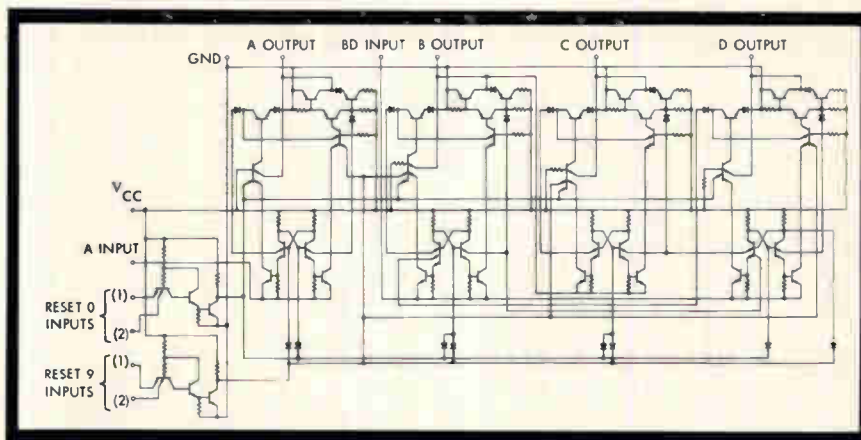 A OUTPUT BD INPUT B OUTPUT C OUTPUT D OUTPUT
GND
VCC
A INPUT
RESET 0 INPUTS { (1)
(2)
RESET 9 INPUTS { (1)
(2)